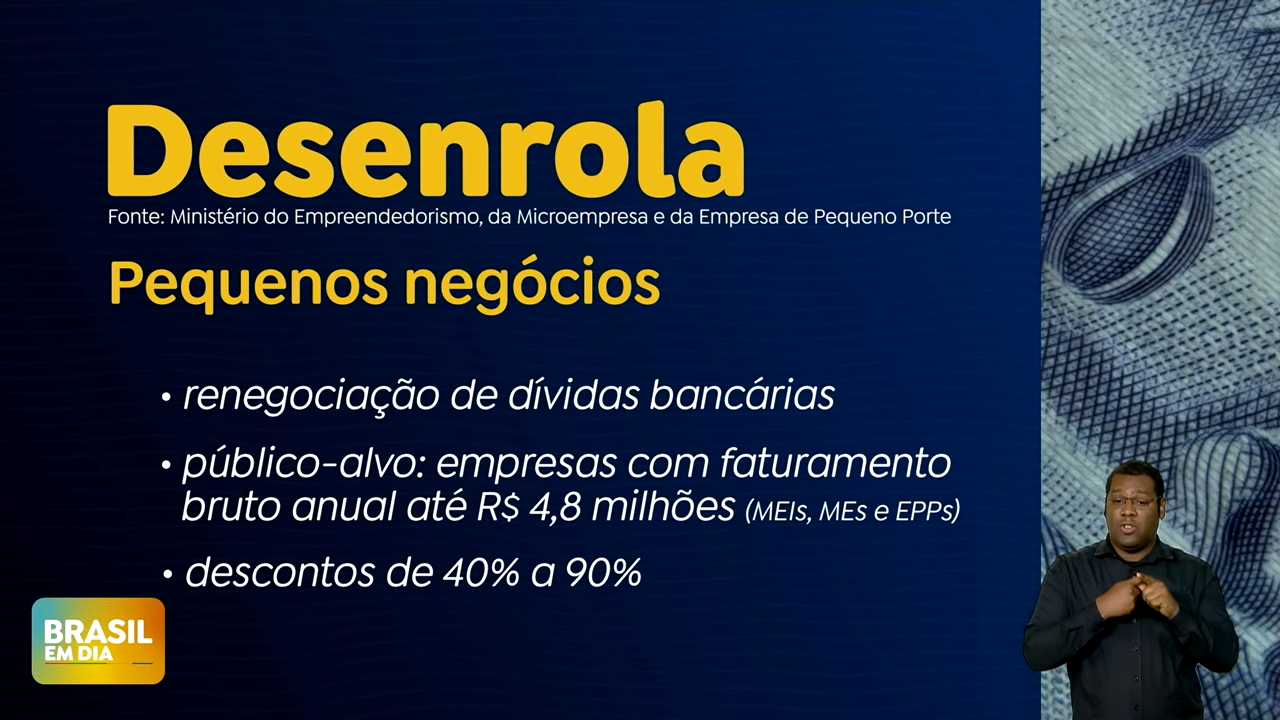 Desenrola
Fonte: Ministério do Empreendedorismo, da Microempresa e da Empresa de Pequeno Porte
Pequenos negócios
• renegociação de dívidas bancárias
• público-alvo: empresas com faturamento
bruto anual até R$ 4,8 milhões (MEIs, MEs e EPPs)
• descontos de 40% a 90%
BRASIL
EM DIA